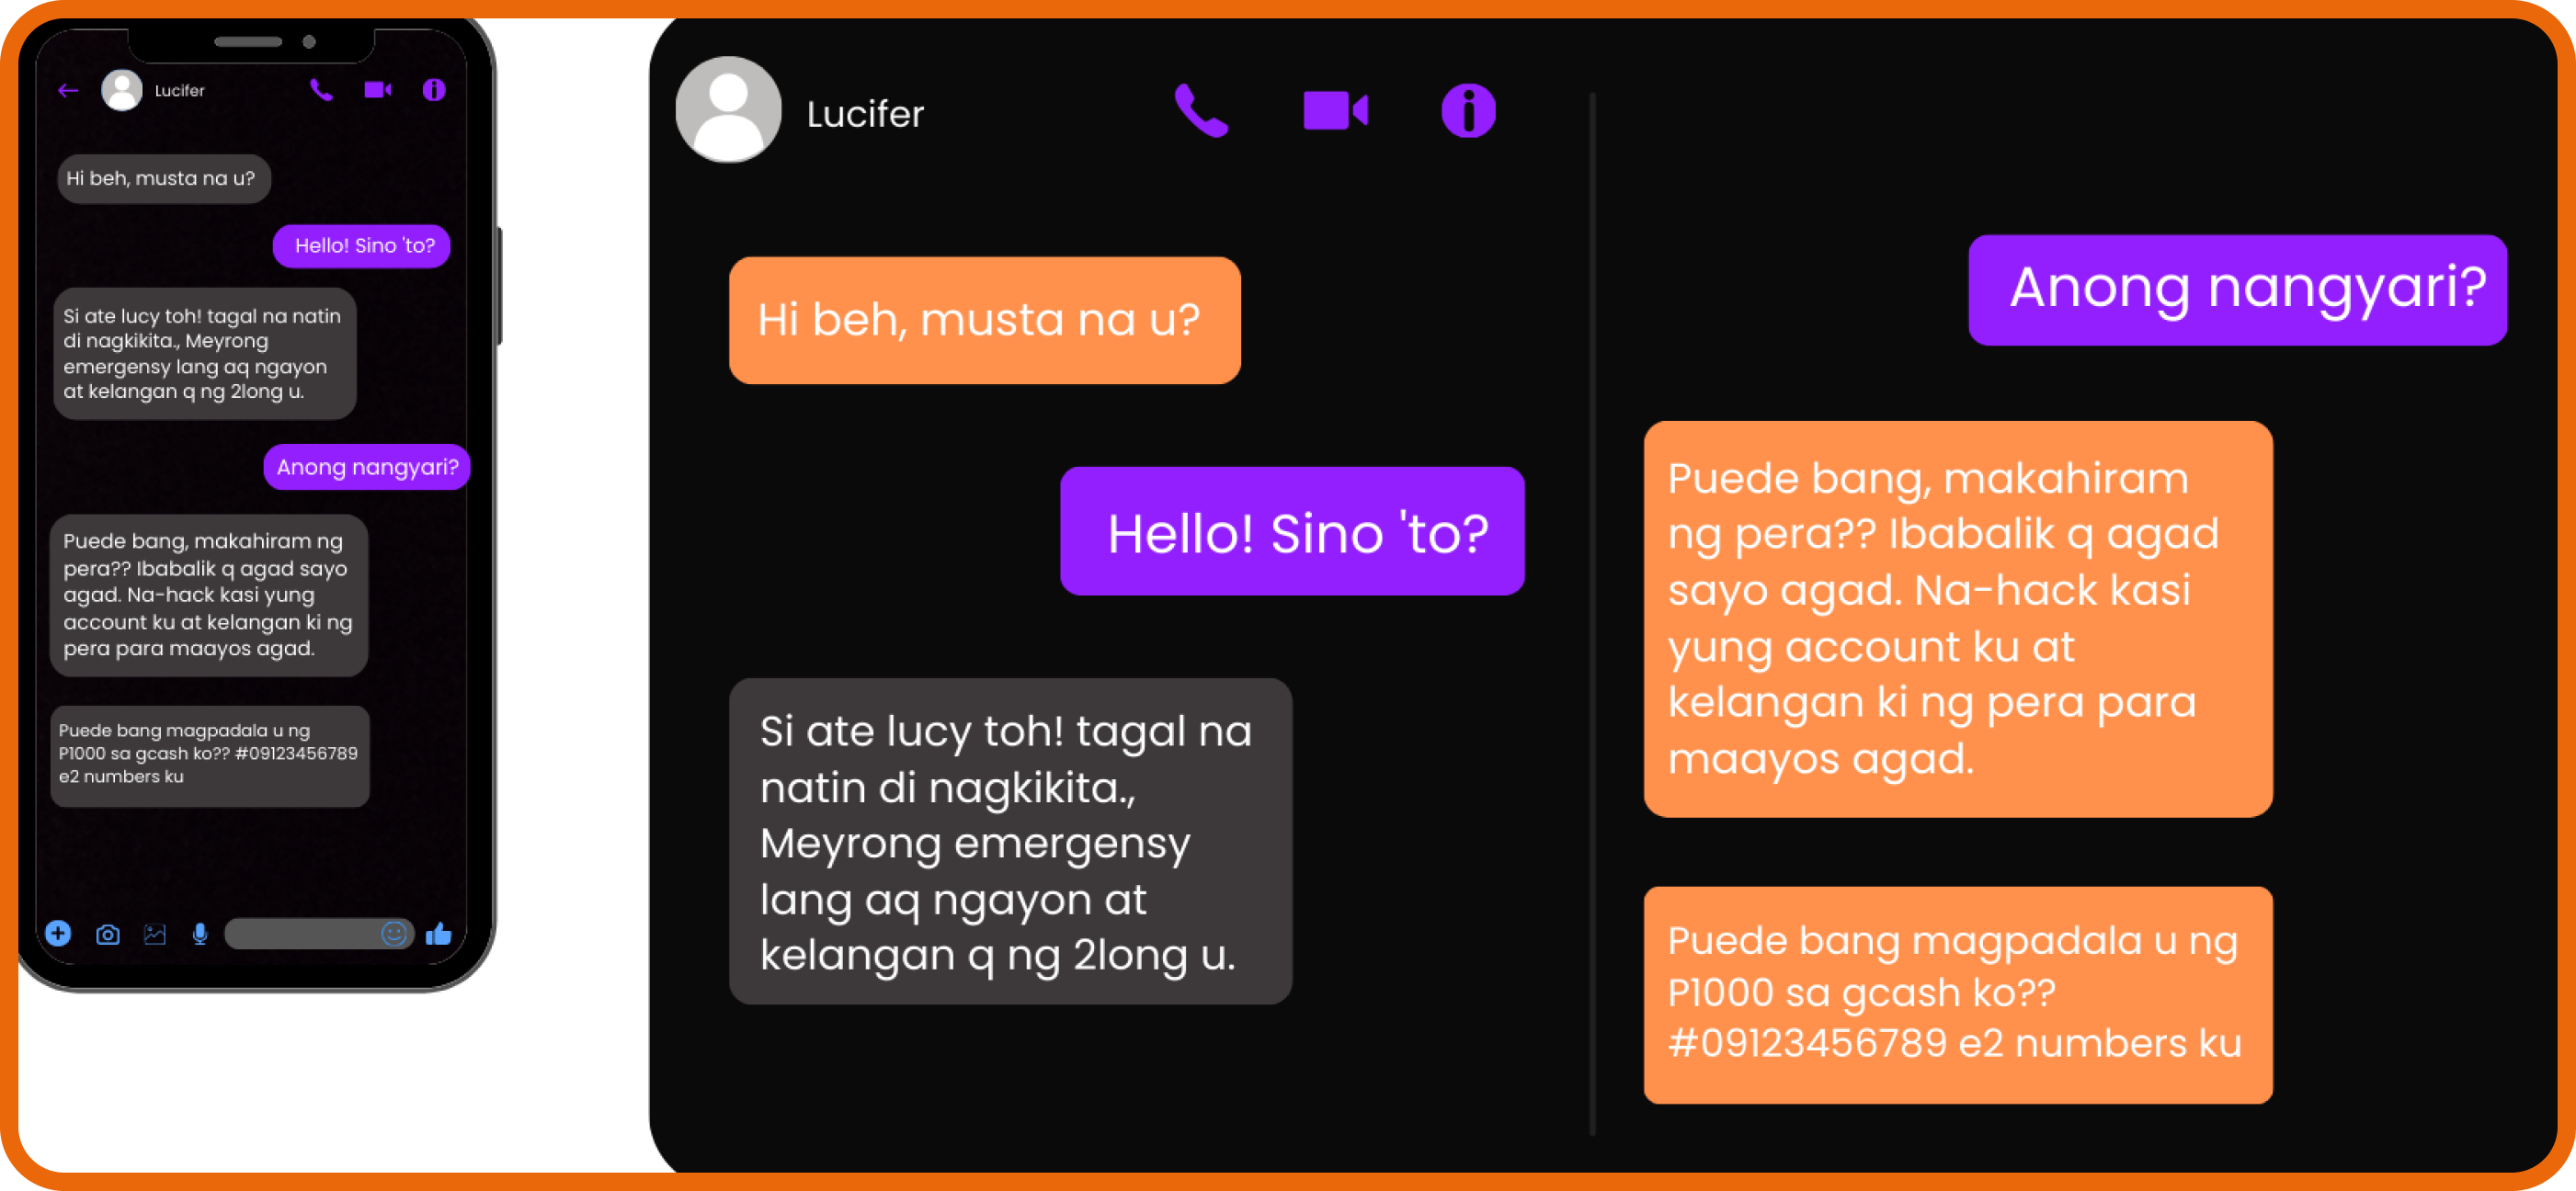 Lucifer
Hi beh, musta na u?
Hello! Sino 'to?
Si ate lucy toh! tagal na natin
di nagkikita., Meyrong
emergensy lang aq ngayon
at kelangan q ng 2long u.
Anong nangyari?
Puede bang, makahiram ng
pera?? Ibabalik q agad sayo
agad. Na-hack kasi yung
account ku at kelangan ki ng
pera para maayos agad.
Puede bang magpadala u ng
P1000 sa gcash ko?? #09123456789
e2 numbers ku
Lucifer
Hi beh, musta na u?
Hello! Sino 'to?
Si ate lucy toh! tagal na
natin di nagkikita.,
Meyrong emergensy
lang aq ngayon at
kelangan q ng 2long u.
Anong nangyari?
Puede bang, makahiram
ng pera?? Ibabalik q agad
sayo agad. Na-hack kasi
yung account ku at
kelangan ki ng pera para
maayos agad.
Puede bang magpadala u ng
P1000 sa gcash ko??
#09123456789 e2 numbers ku